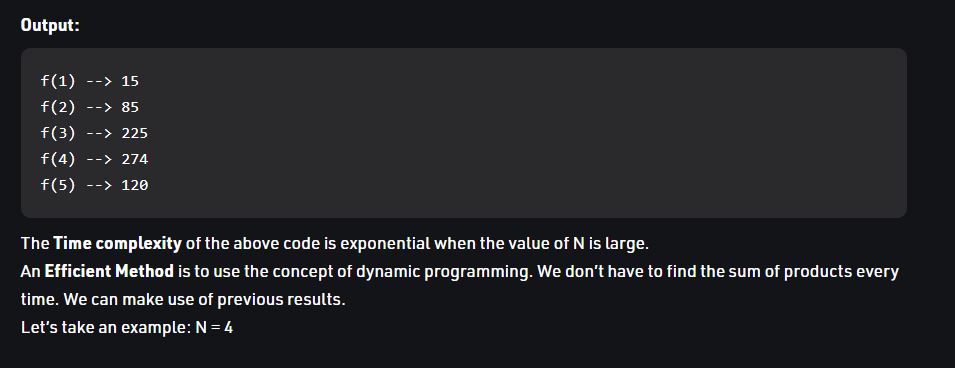 Output:
f(1) --> 15
f(2) --> 85
f(3) --> 225
f(4) --> 274
f(5) --> 120
The Time complexity of the above code is exponential when the value of N is large.
An Efficient Method is to use the concept of dynamic programming. We don't have to find the sum of products every
time. We can make use of previous results.
Let's take an example: N = 4